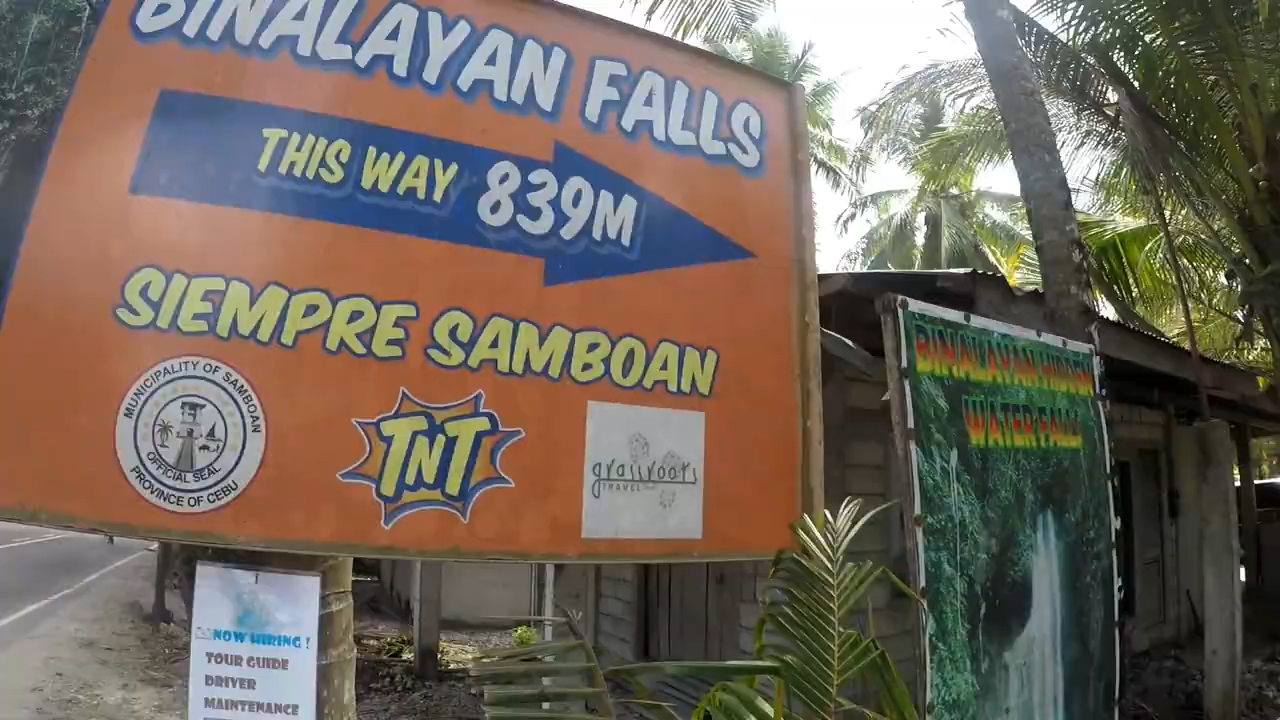 BINALAYAN FALLS
THIS WAY 839M
SIEMPRE SAMBOAN
MUNICIPALITY OF SAMBOAN
OFFICIAL SEAL
PROVINCE OF CEBU
TNT
grassroots
TRAVEL
BINALAYAN HIDDEN
WATER FALL
NOW HIRING !
TOUR GUIDE
DRIVER
MAINTENANCE